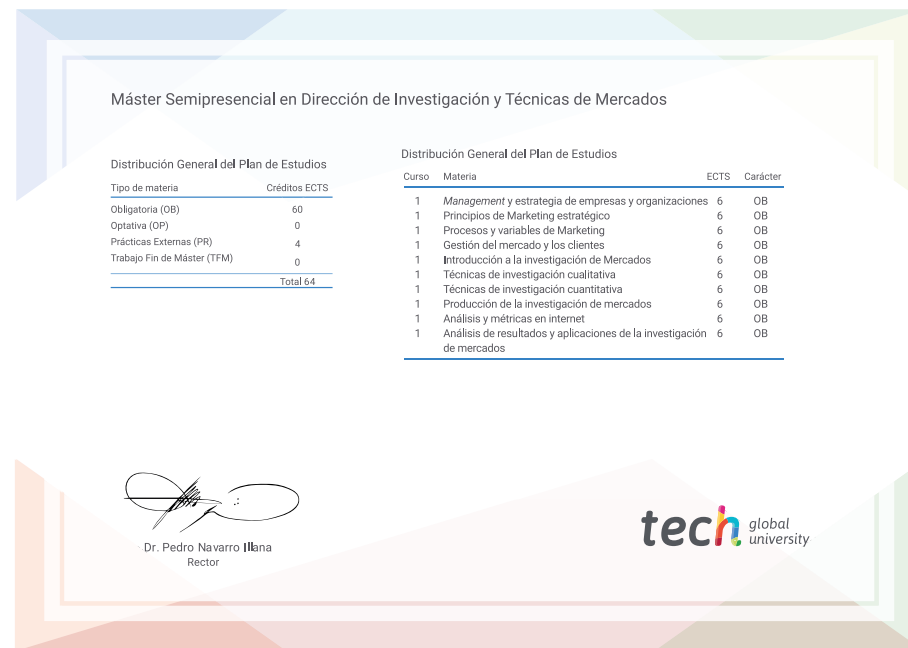 Máster Semipresencial en Dirección de Investigación y Técnicas de Mercados
Distribución General del Plan de Estudios
Tipo de materia Créditos ECTS
Obligatoria (OB) 60
Optativa (OP) 0
Prácticas Externas (PR) 4
Trabajo Fin de Máster (TFM) 0
Total 64
Distribución General del Plan de Estudios
Curso Materia ECTS Carácter
1 Management y estrategia de empresas y organizaciones 6 OB
1 Principios de Marketing estratégico 6 OB
1 Procesos y variables de Marketing 6 OB
1 Gestión del mercado y los clientes 6 OB
1 Introducción a la investigación de Mercados 6 OB
1 Técnicas de investigación cualitativa 6 OB
1 Técnicas de investigación cuantitativa 6 OB
1 Producción de la investigación de mercados 6 OB
1 Análisis y métricas en internet 6 OB
1 Análisis de resultados y aplicaciones de la investigación 6 OB
de mercados
Dr. Pedro Navarro Illana
Rector
tech global
university